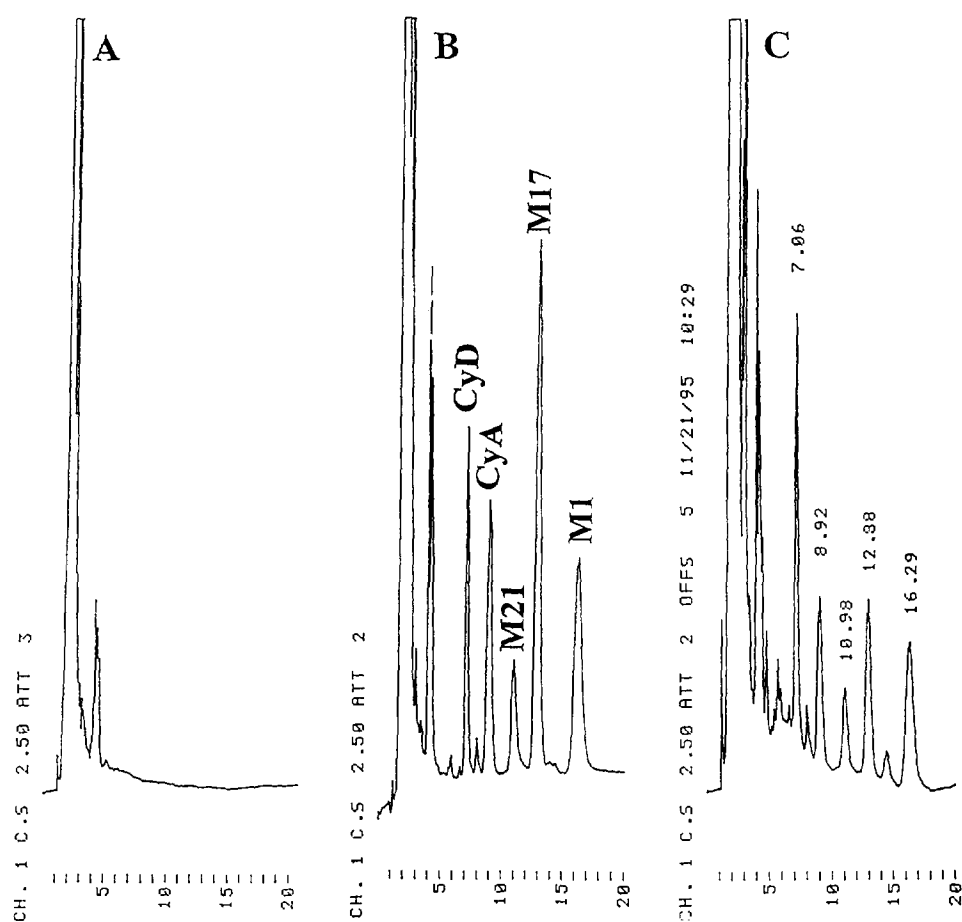 A
CH. 1 C.S 2.50 ATT 3
5
10
15
20
B
CyD
CyA
M21
M17
M1
CH. 1 C.S 2.50 ATT 2
5
10
15
20
C
7.06
8.92
10.98
12.88
16.29
CH. 1 C.S 2.50 ATT 2 OFFS 5 11/21/95 10:29
5
10
15
20